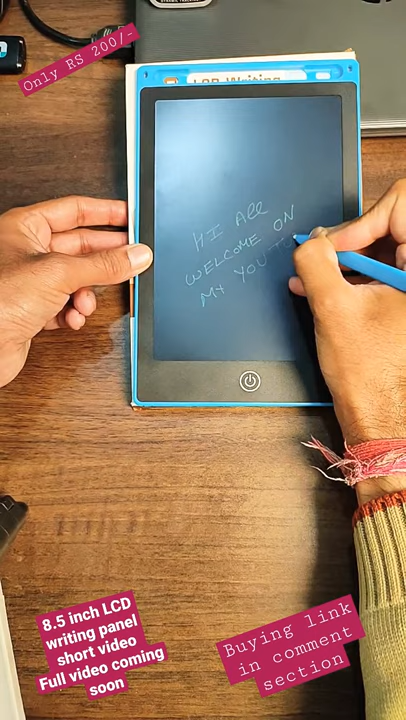 Only RS 200/-
LCD Writing
HI All
WELCOME ON
MY YOUTU
8.5 inch LCD
writing panel
short video
Full video coming
soon
Buying link
in comment
section